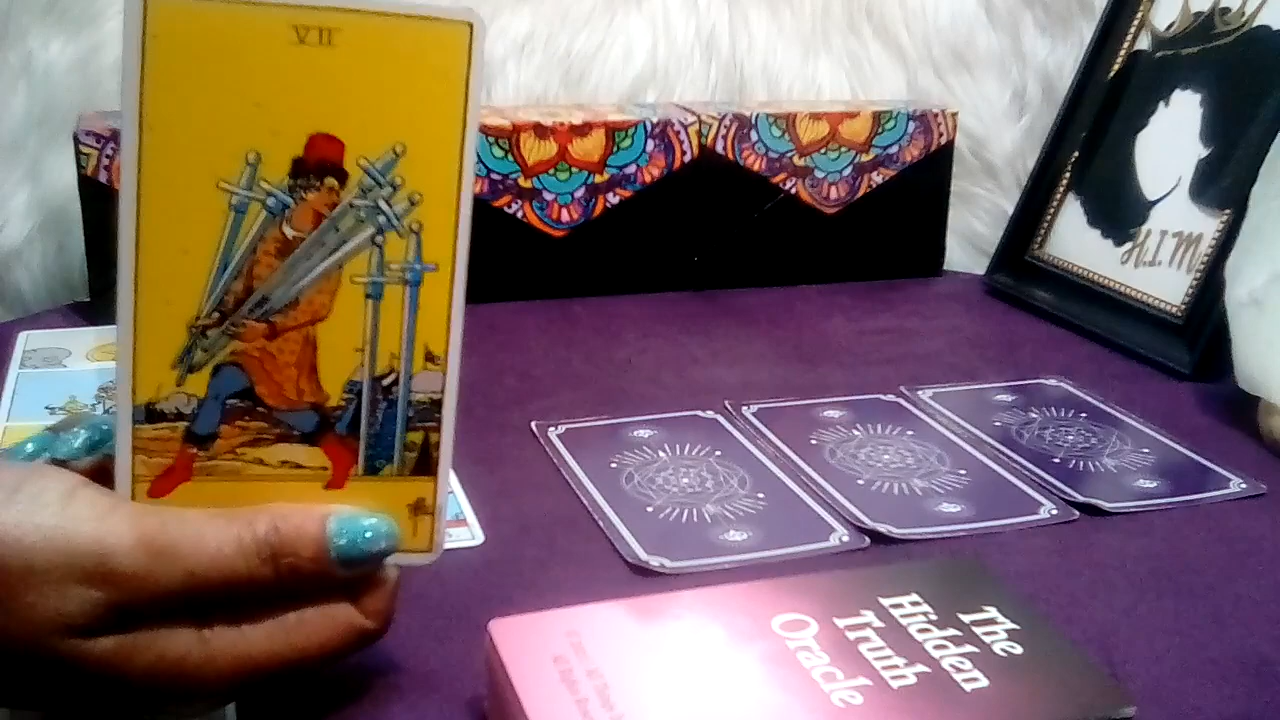 VII
H.I.M
The
Hidden
Truth
Oracle